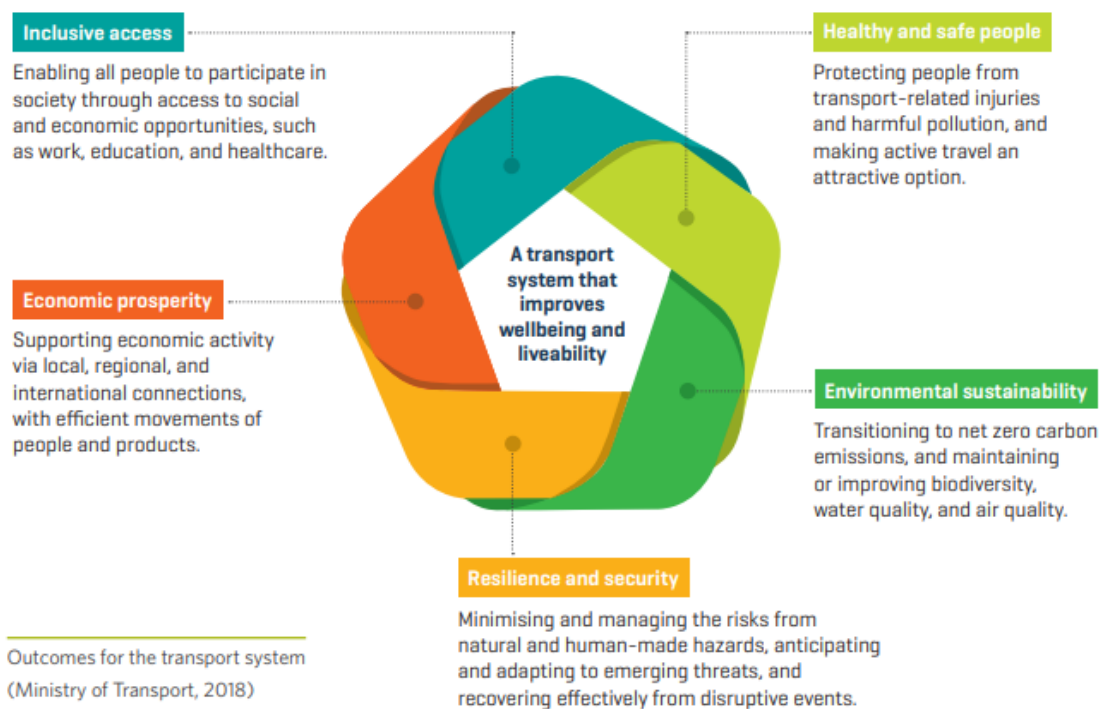 Inclusive access
Enabling all people to participate in
society through access to social
and economic opportunities, such
as work, education, and healthcare.
Healthy and safe people
Protecting people from
transport-related injuries
and harmful pollution, and
making active travel an
attractive option.
A transport
system that
improves
wellbeing and
liveability
Economic prosperity
Supporting economic activity
via local, regional, and
international connections,
with efficient movements of
people and products.
Environmental sustainability
Transitioning to net zero carbon
emissions, and maintaining
or improving biodiversity,
water quality, and air quality.
Resilience and security
Minimising and managing the risks from
natural and human-made hazards, anticipating
and adapting to emerging threats, and
recovering effectively from disruptive events.
Outcomes for the transport system
(Ministry of Transport, 2018)